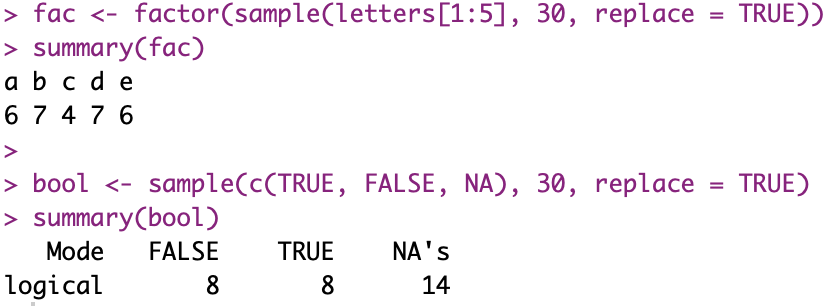 > fac <- factor(sample(letters[1:5], 30, replace = TRUE))
> summary(fac)
a b c d e
6 7 4 7 6
>
> bool <- sample(c(TRUE, FALSE, NA), 30, replace = TRUE)
> summary(bool)
   Mode   FALSE    TRUE    NA's
logical       8       8      14